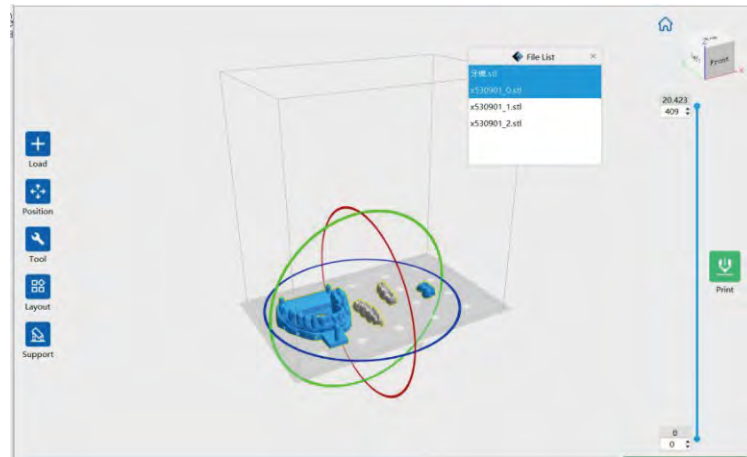 File List
×
牙模.stl
x530901_0.stl
x530901_1.stl
x530901_2.stl
Front
20.423
409
Load
Position
Tool
Layout
Support
Print
0
0